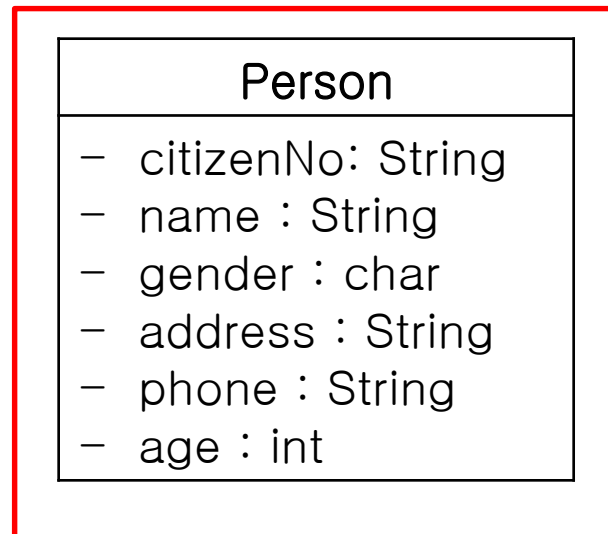 Person
- citizenNo: String
- name : String
- gender : char
- address : String
- phone : String
- age : int